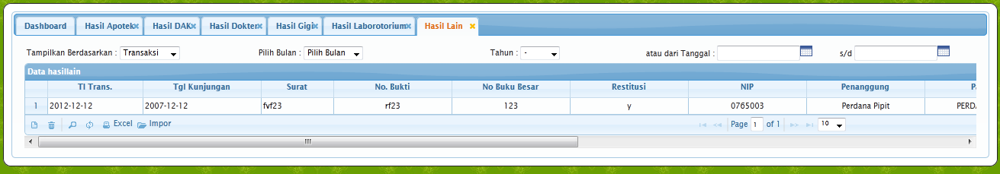 Dashboard Hasil Apotek Hasil DAK Hasil Dokter Hasil Gigi Hasil Laborotorium Hasil Lain
Tampilkan Berdasarkan : Transaksi Pilih Bulan : Pilih Bulan Tahun : - atau dari Tanggal : s/d
Data hasillain
Tl Trans. Tgl Kunjungan Surat No. Bukti No Buku Besar Restitusi NIP Penanggung
1 2012-12-12 2007-12-12 fvf23 rf23 123 y 0765003 Perdana Pipit PERD
Excel Impor Page 1 of 1 10